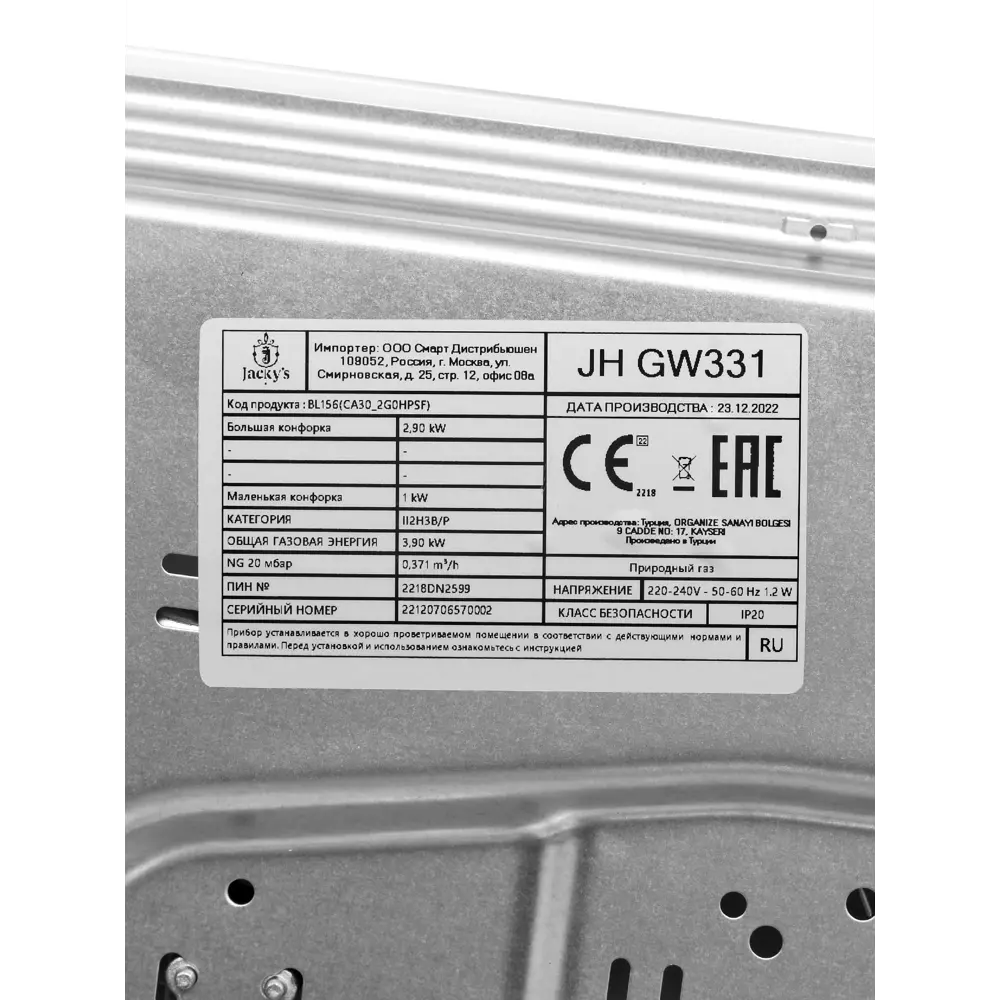 Jacky's
Импортер: ООО Смарт Дистрибьюшен
109052, Россия, г. Москва, ул.
Смирновская, д. 25, стр. 12, офис 08а
JH GW331
Код продукта : BL156(CA30_2G0HPSF)
ДАТА ПРОИЗВОДСТВА : 23.12.2022
Большая конфорка 2,90 kW
- -
- -
Маленькая конфорка 1 kW
КАТЕГОРИЯ II2H3B/P
ОБЩАЯ ГАЗОВАЯ ЭНЕРГИЯ 3,90 kW
NG 20 мбар 0,371 m³/h
ПИН № 2218DN2599
СЕРИЙНЫЙ НОМЕР 22120706570002
CE 22
2218
EAC
Адрес производства: Турция, ORGANIZE SANAYI BOLGESI
9 CADDE NO: 17, KAYSERI
Произведено в Турции
Природный газ
НАПРЯЖЕНИЕ 220-240V - 50-60 Hz 1.2 W
КЛАСС БЕЗОПАСНОСТИ IP20
Прибор устанавливается в хорошо проветриваемом помещении в соответствии с действующими нормами и
правилами. Перед установкой и использованием ознакомьтесь с инструкцией
RU